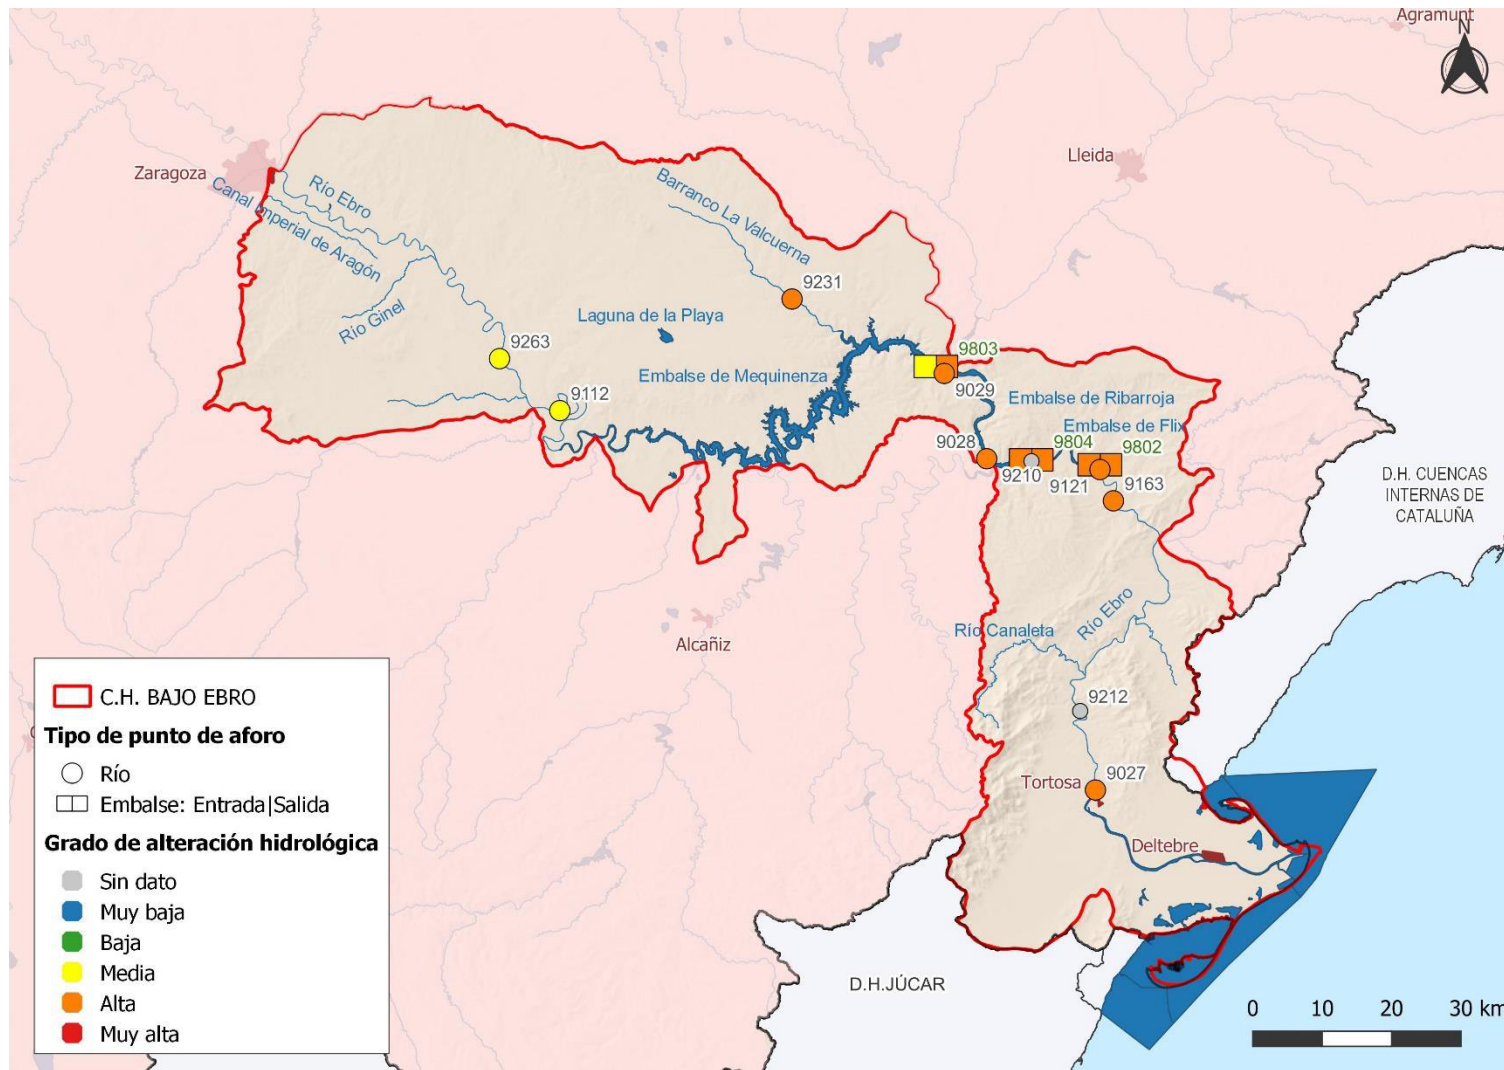 Agramunt
N
Zaragoza
Lleida
Río Ebro
Canal Imperial de Aragón
Barranco La Valcuerna
Río Ginel
9231
Laguna de la Playa
9263
9803
Embalse de Mequinenza
9112
9029
Embalse de Ribarroja
Embalse de Flix
9028
9804
9802
9210
9121
9163
D.H. CUENCAS
INTERNAS DE
CATALUÑA
Río Canaleta
Río Ebro
Alcañiz
9212
9027
Tortosa
Deltebre
D.H.JÚCAR
C.H. BAJO EBRO
Tipo de punto de aforo
Río
Embalse: Entrada|Salida
Grado de alteración hidrológica
Sin dato
Muy baja
Baja
Media
Alta
Muy alta
0 10 20 30 km